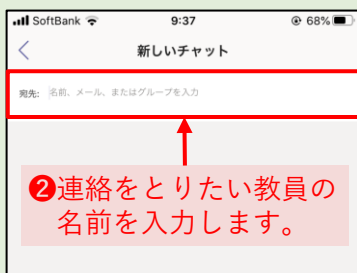 SoftBank 9:37 68%
新しいチャット
宛先: 名前、メール、またはグループを入力
❷連絡をとりたい教員の
名前を入力します。